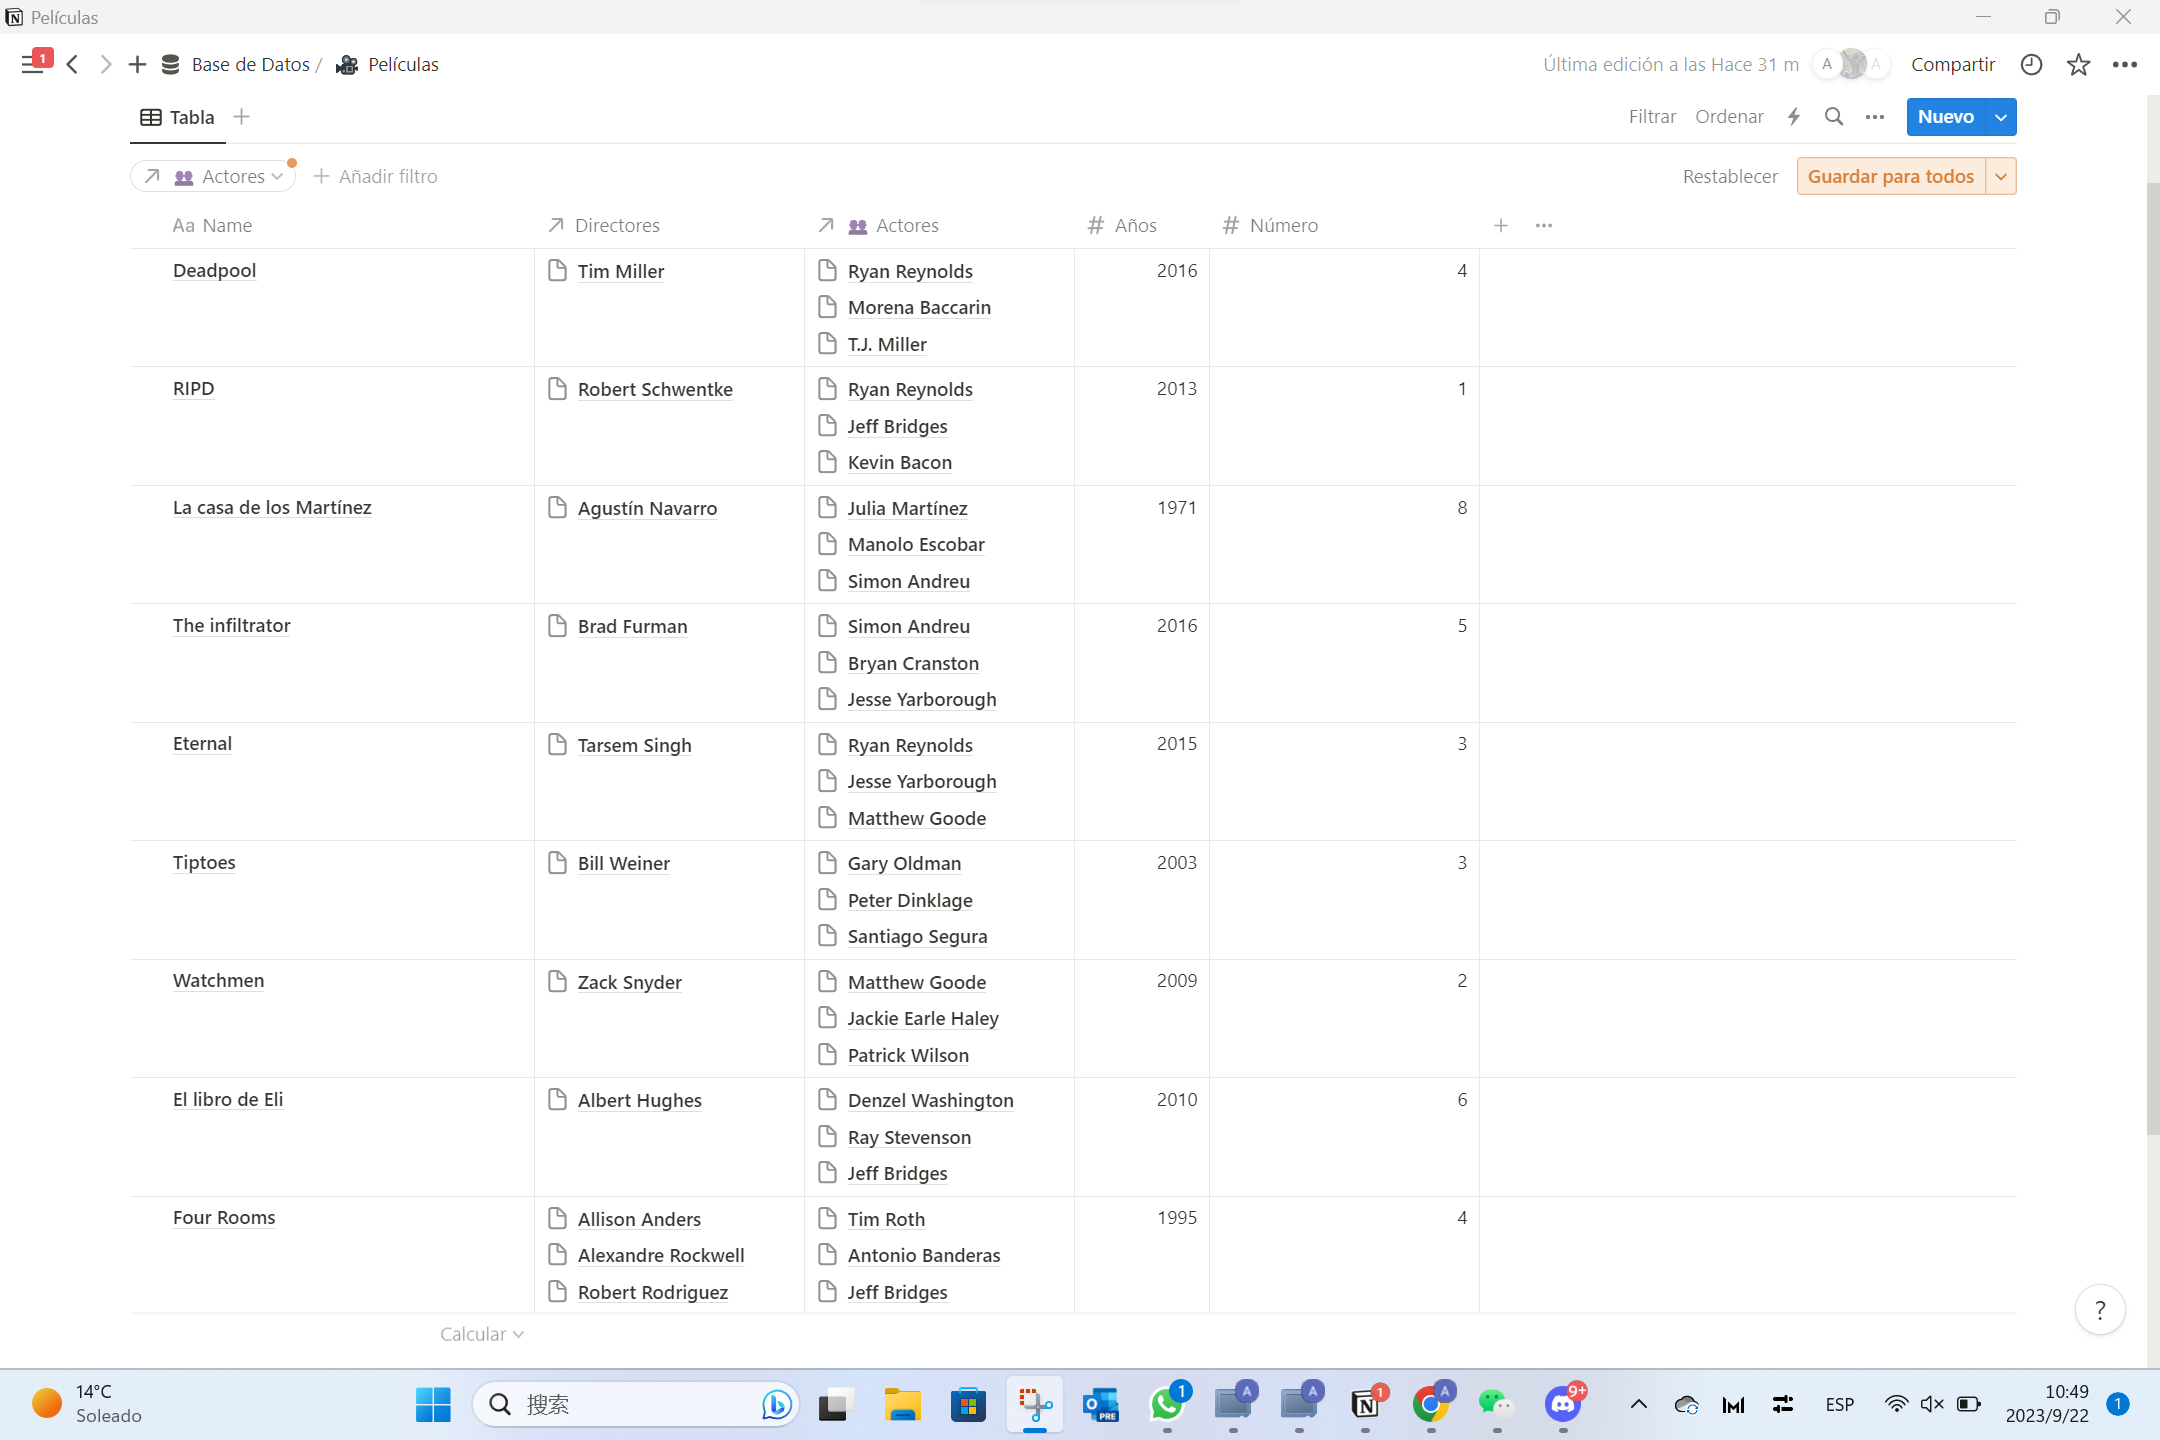 Películas
1
Base de Datos / Películas
Última edición a las Hace 31 m
A
A
Compartir
Tabla
Filtrar Ordenar
Nuevo
Actores
Añadir filtro
Restablecer
Guardar para todos
Aa Name
Directores
Actores
# Años
# Número
Deadpool
Tim Miller
Ryan Reynolds
2016
4
Morena Baccarin
T.J. Miller
RIPD
Robert Schwentke
Ryan Reynolds
2013
1
Jeff Bridges
Kevin Bacon
La casa de los Martínez
Agustín Navarro
Julia Martínez
1971
8
Manolo Escobar
Simon Andreu
The infiltrator
Brad Furman
Simon Andreu
2016
5
Bryan Cranston
Jesse Yarborough
Eternal
Tarsem Singh
Ryan Reynolds
2015
3
Jesse Yarborough
Matthew Goode
Tiptoes
Bill Weiner
Gary Oldman
2003
3
Peter Dinklage
Santiago Segura
Watchmen
Zack Snyder
Matthew Goode
2009
2
Jackie Earle Haley
Patrick Wilson
El libro de Eli
Albert Hughes
Denzel Washington
2010
6
Ray Stevenson
Jeff Bridges
Four Rooms
Allison Anders
Tim Roth
1995
4
Alexandre Rockwell
Antonio Banderas
Robert Rodriguez
Jeff Bridges
Calcular
?
14°C
Soleado
搜索
PRE
1
A
A
1
A
9+
ESP
10:49
2023/9/22
1